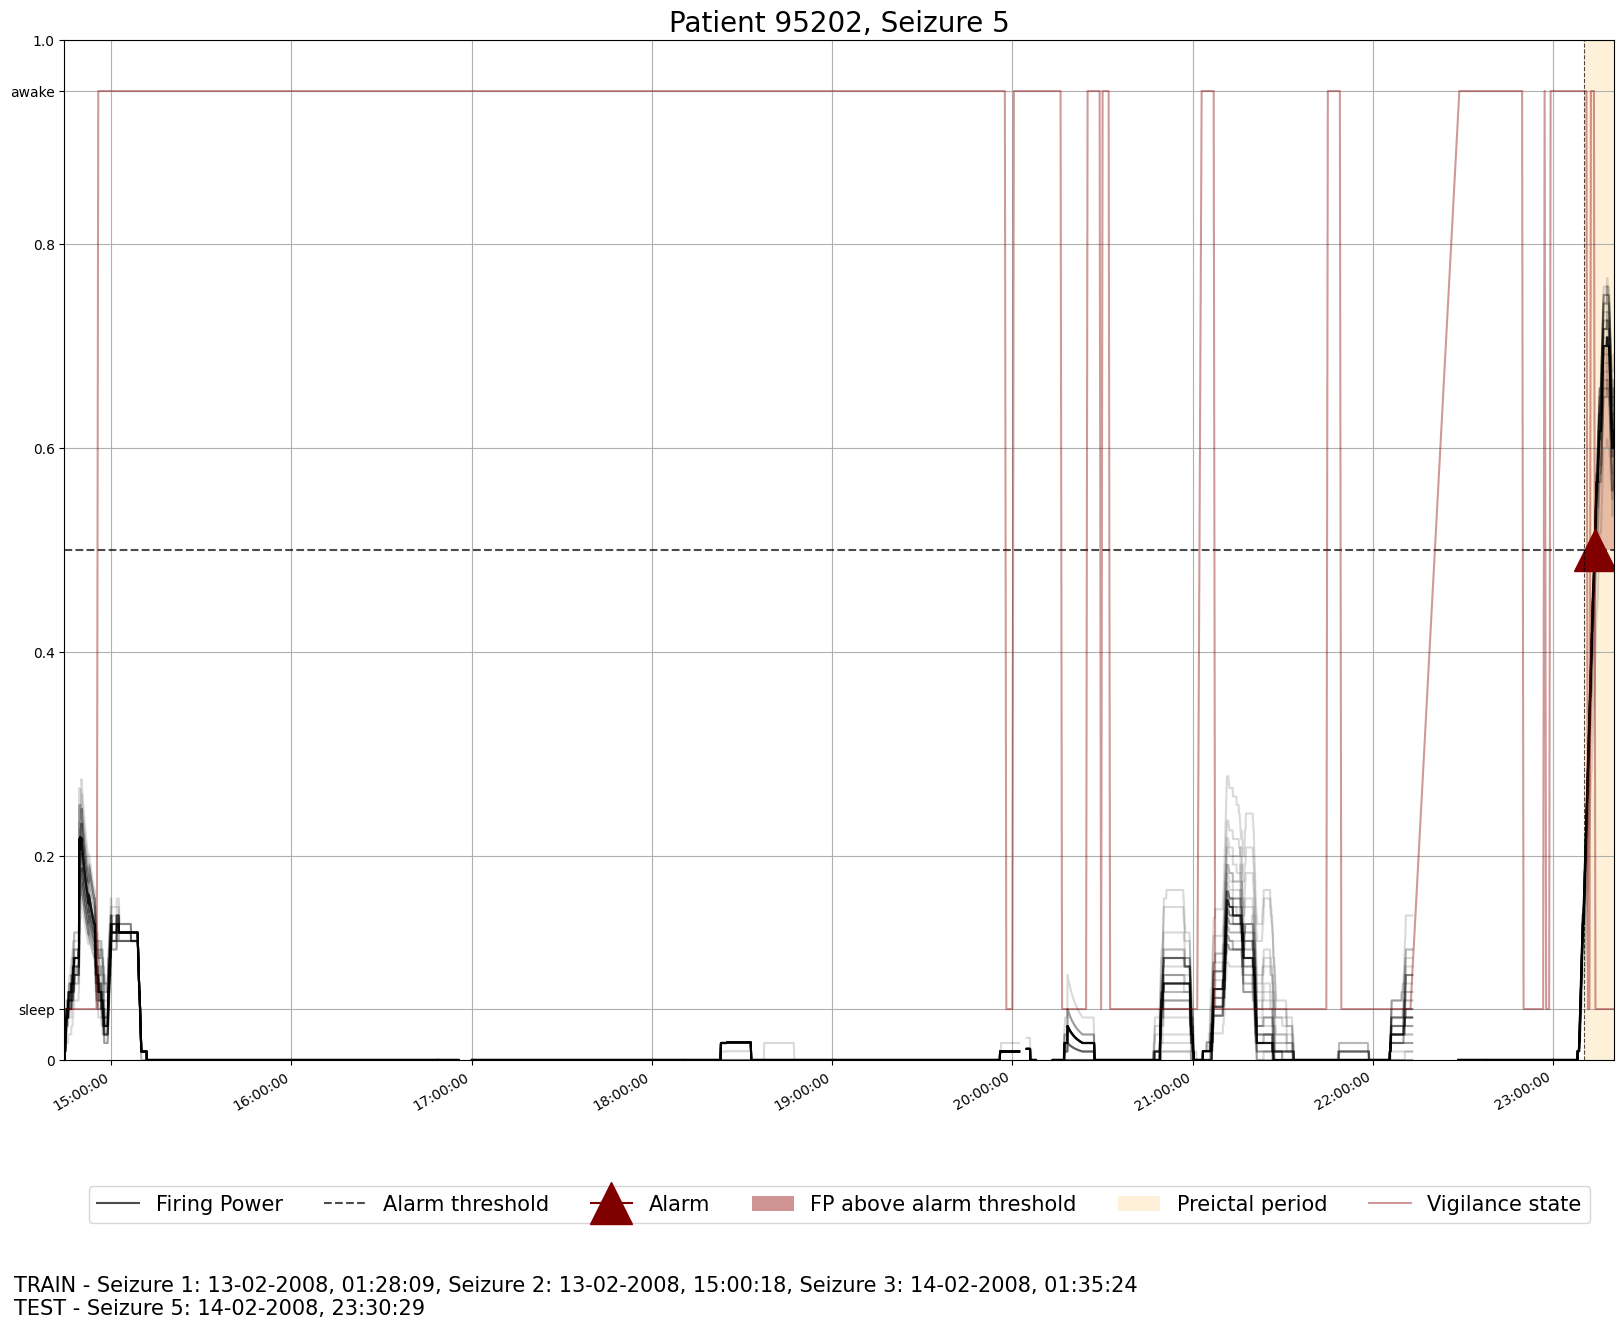 Patient 95202, Seizure 5
1.0
awake
0.8
0.6
0.4
0.2
sleep
0
15:00:00 16:00:00 17:00:00 18:00:00 19:00:00 20:00:00 21:00:00 22:00:00 23:00:00
Firing Power Alarm threshold Alarm FP above alarm threshold Preictal period Vigilance state
TRAIN - Seizure 1: 13-02-2008, 01:28:09, Seizure 2: 13-02-2008, 15:00:18, Seizure 3: 14-02-2008, 01:35:24
TEST - Seizure 5: 14-02-2008, 23:30:29